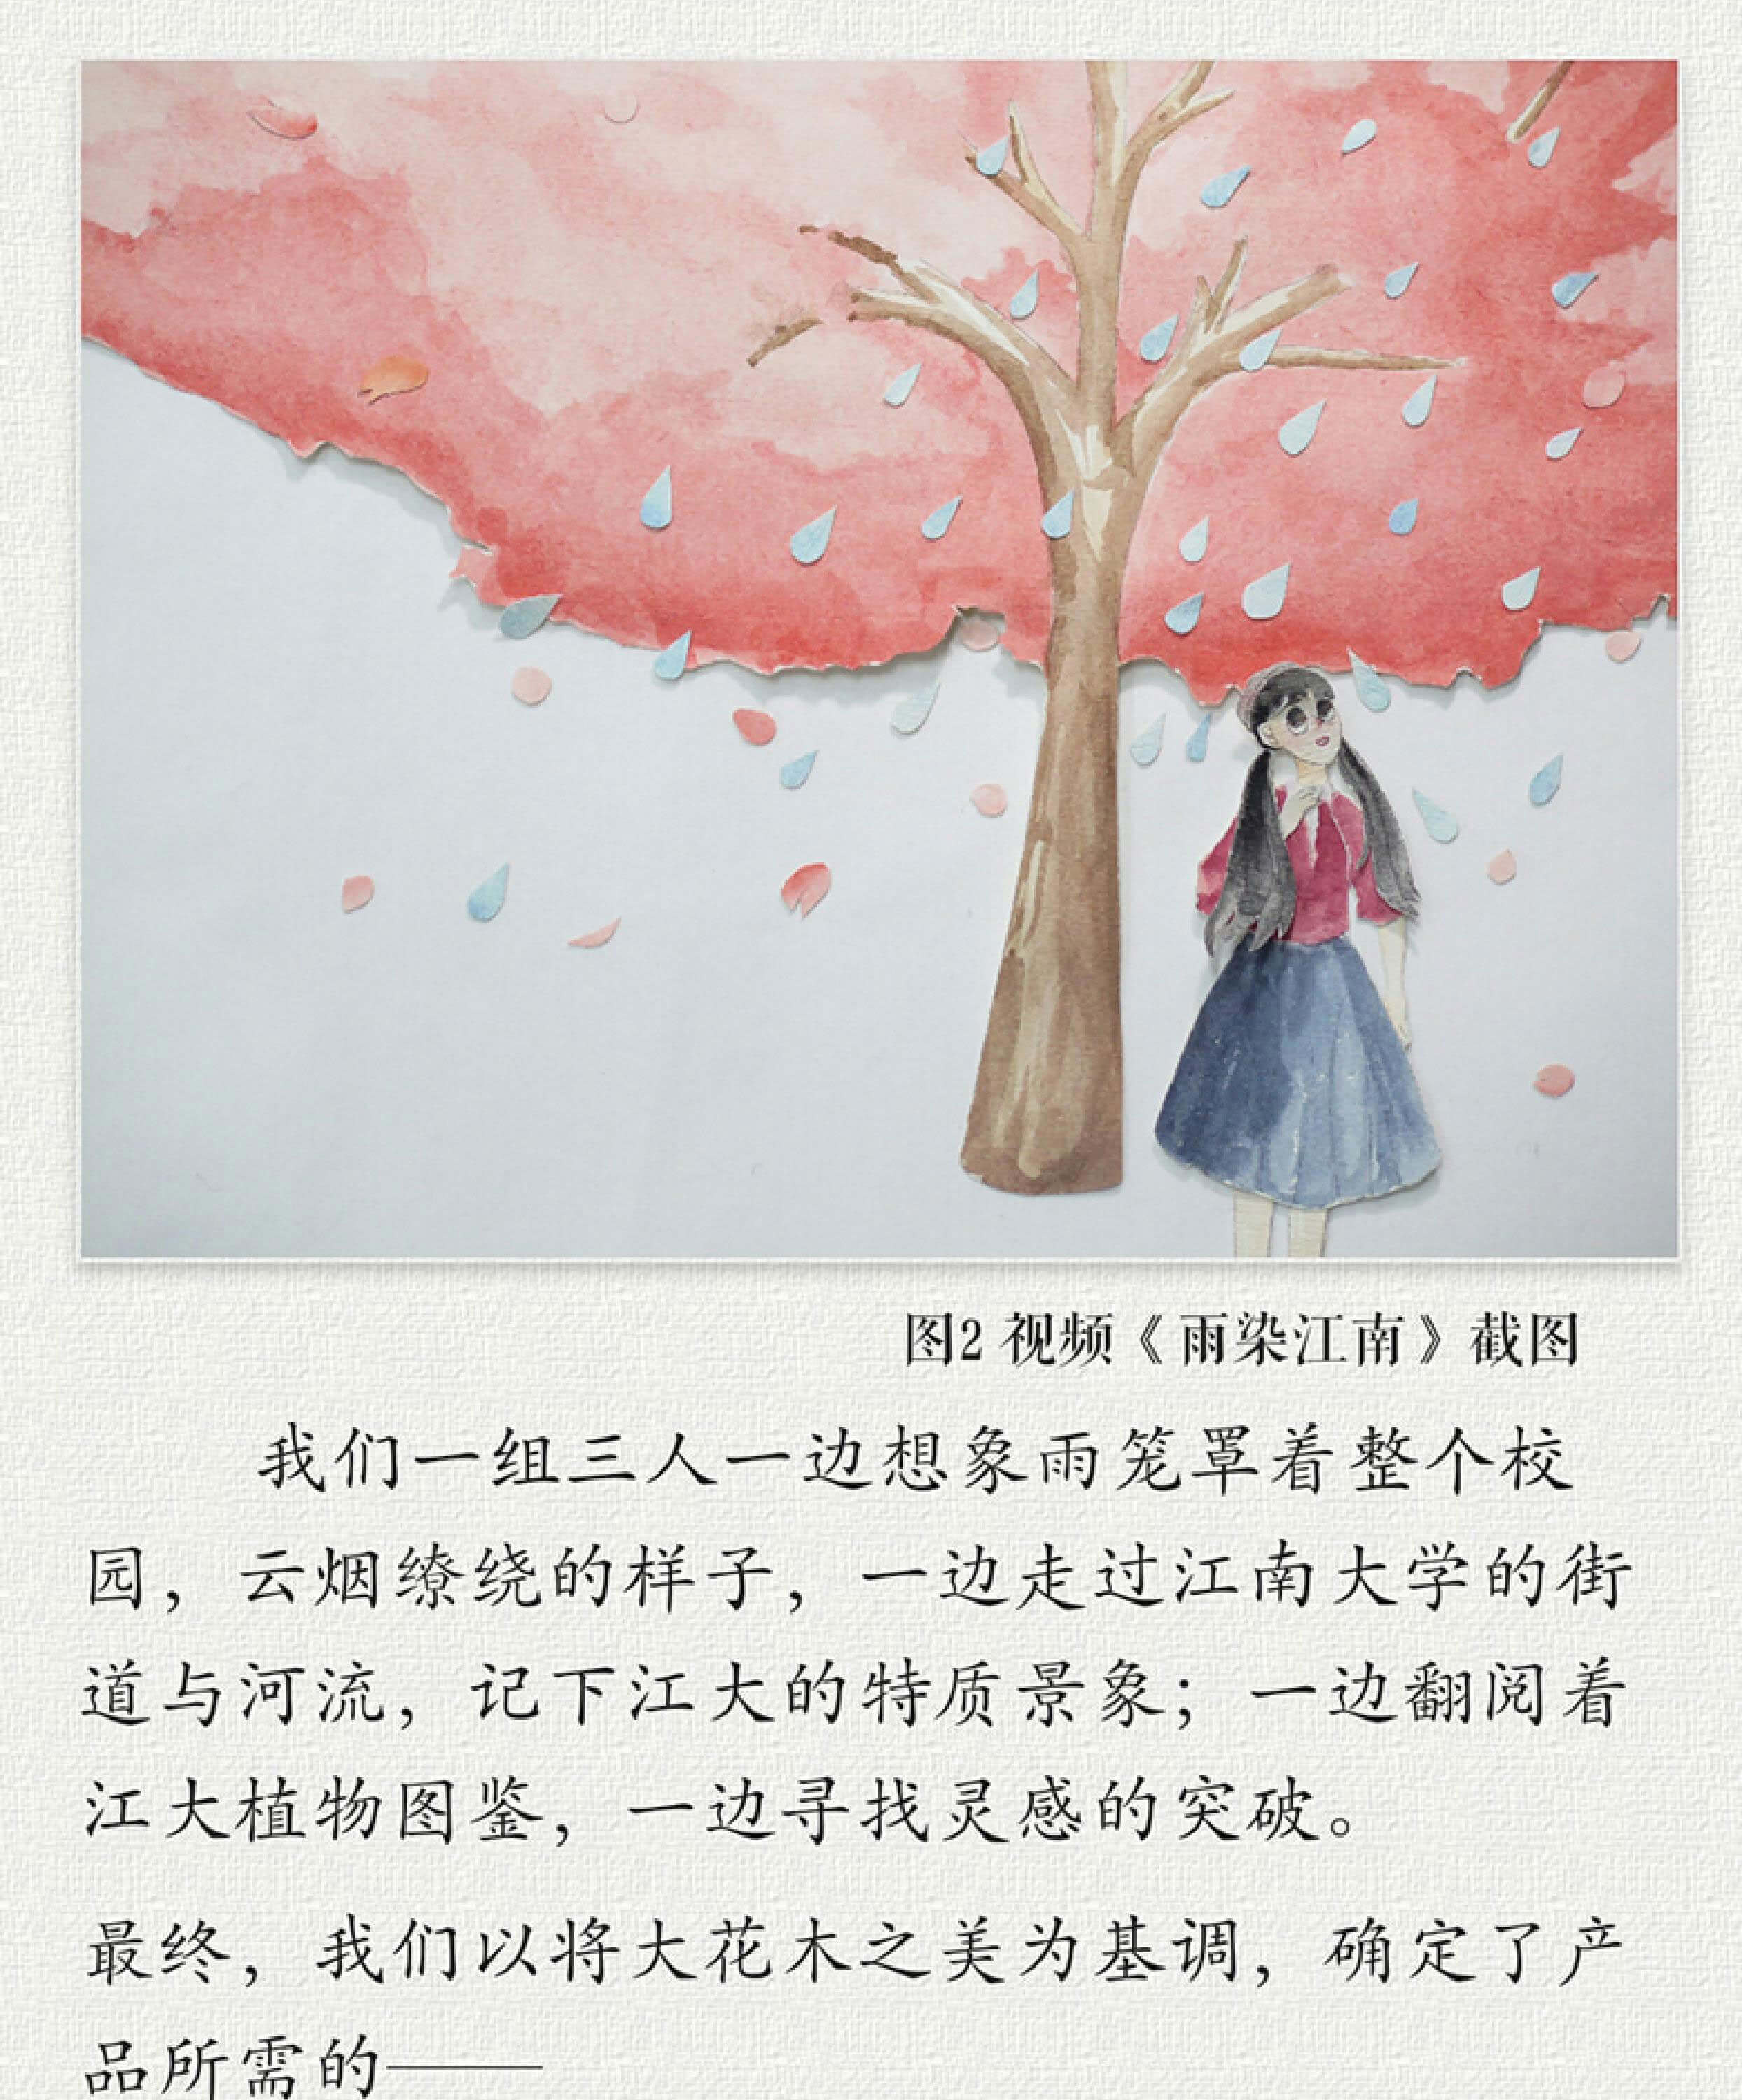 图2 视频《雨染江南》截图
我们一组三人一边想象雨笼罩着整个校
园，云烟缭绕的样子，一边走过江南大学的街
道与河流，记下江大的特质景象；一边翻阅着
江大植物图鉴，一边寻找灵感的突破。
最终，我们以将大花木之美为基调，确定了产
品所需的——